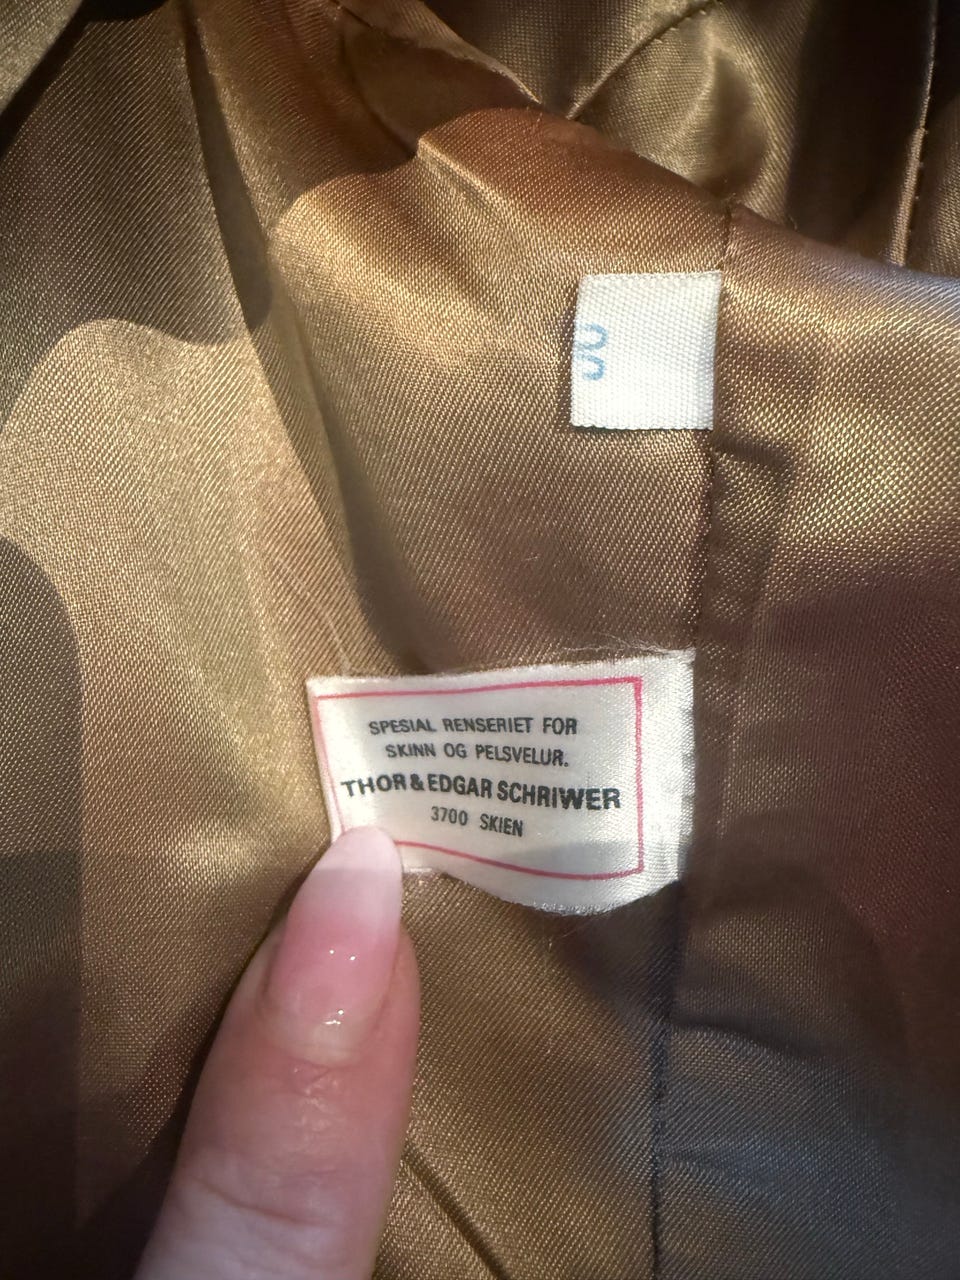 SPESIAL RENSERIET FOR
SKINN OG PELSVELUR.
THOR & EDGAR SCHRIWER
3700 SKIEN